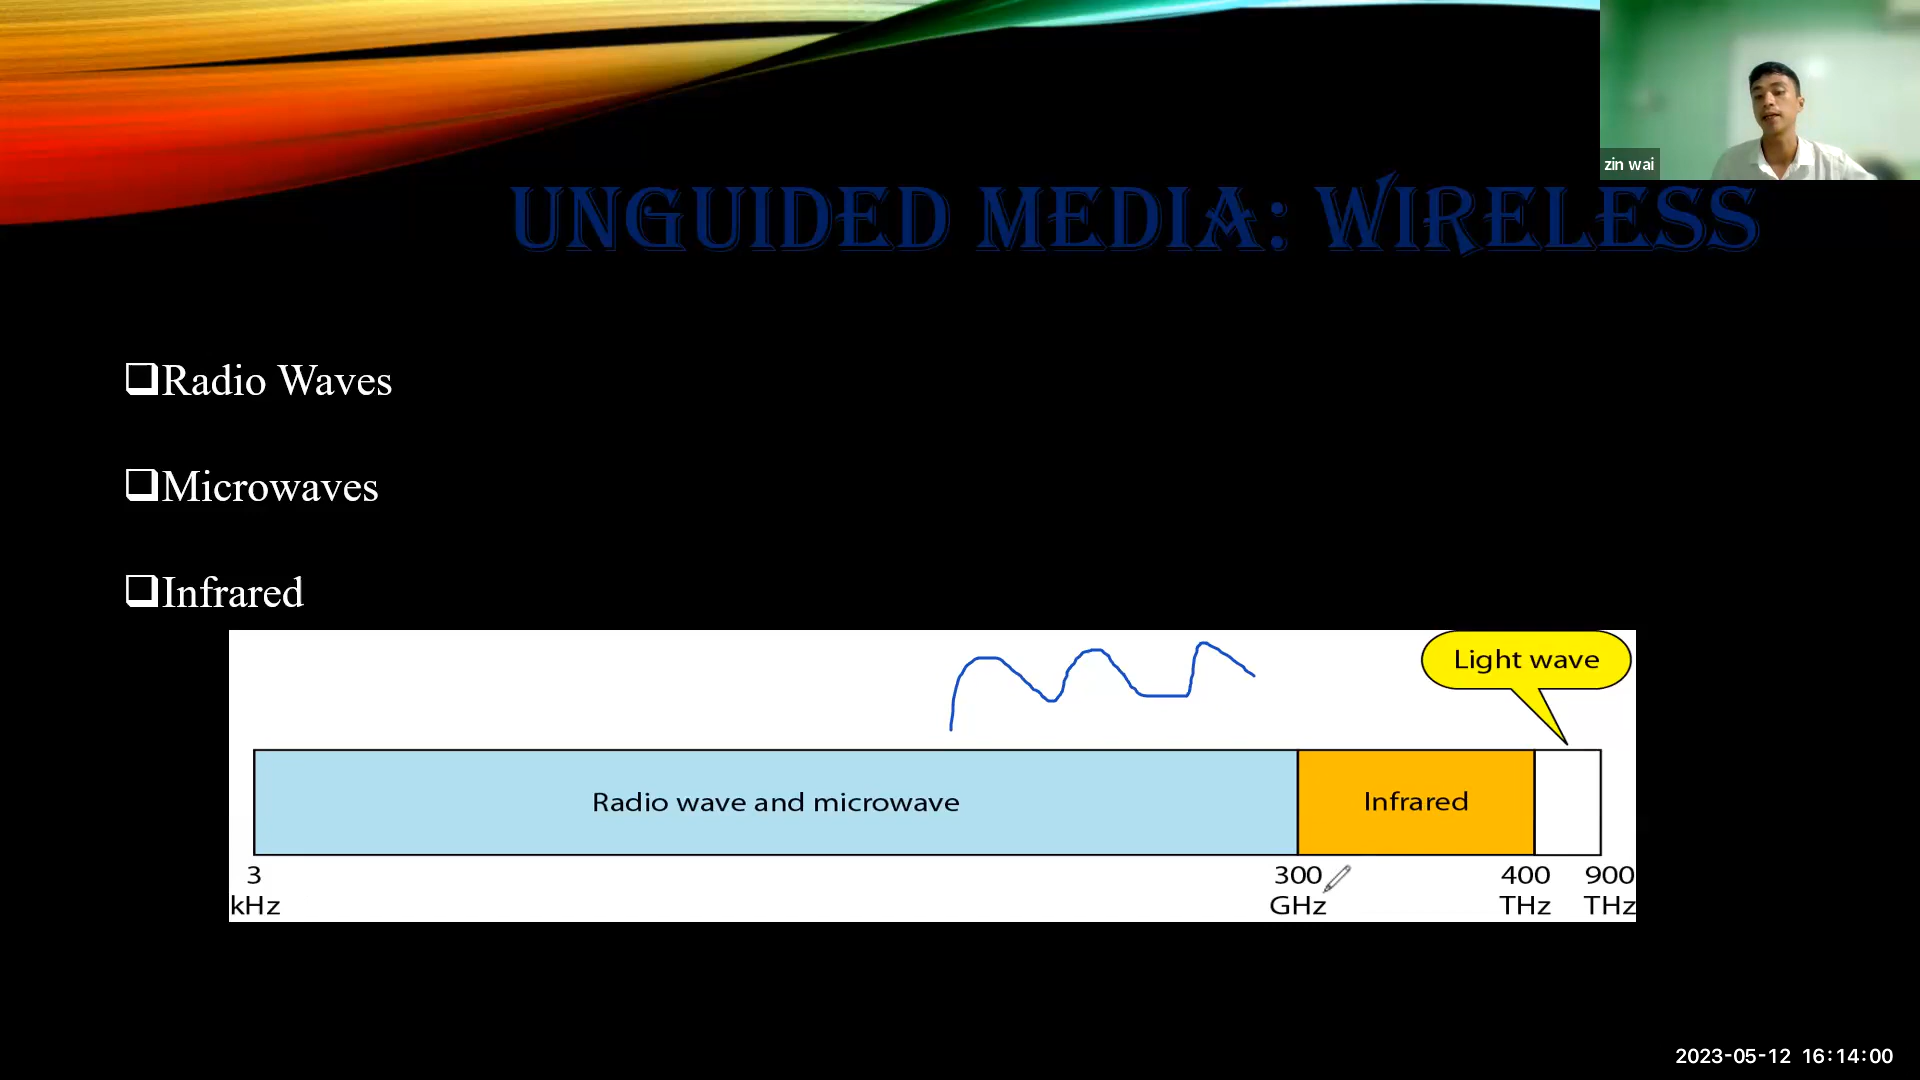 zin wai
UNGUIDED MEDIA: WIRELESS
Radio Waves
Microwaves
Infrared
Light wave
Radio wave and microwave
Infrared
3 kHz
300 GHz
400 THz
900 THz
2023-05-12 16:14:00